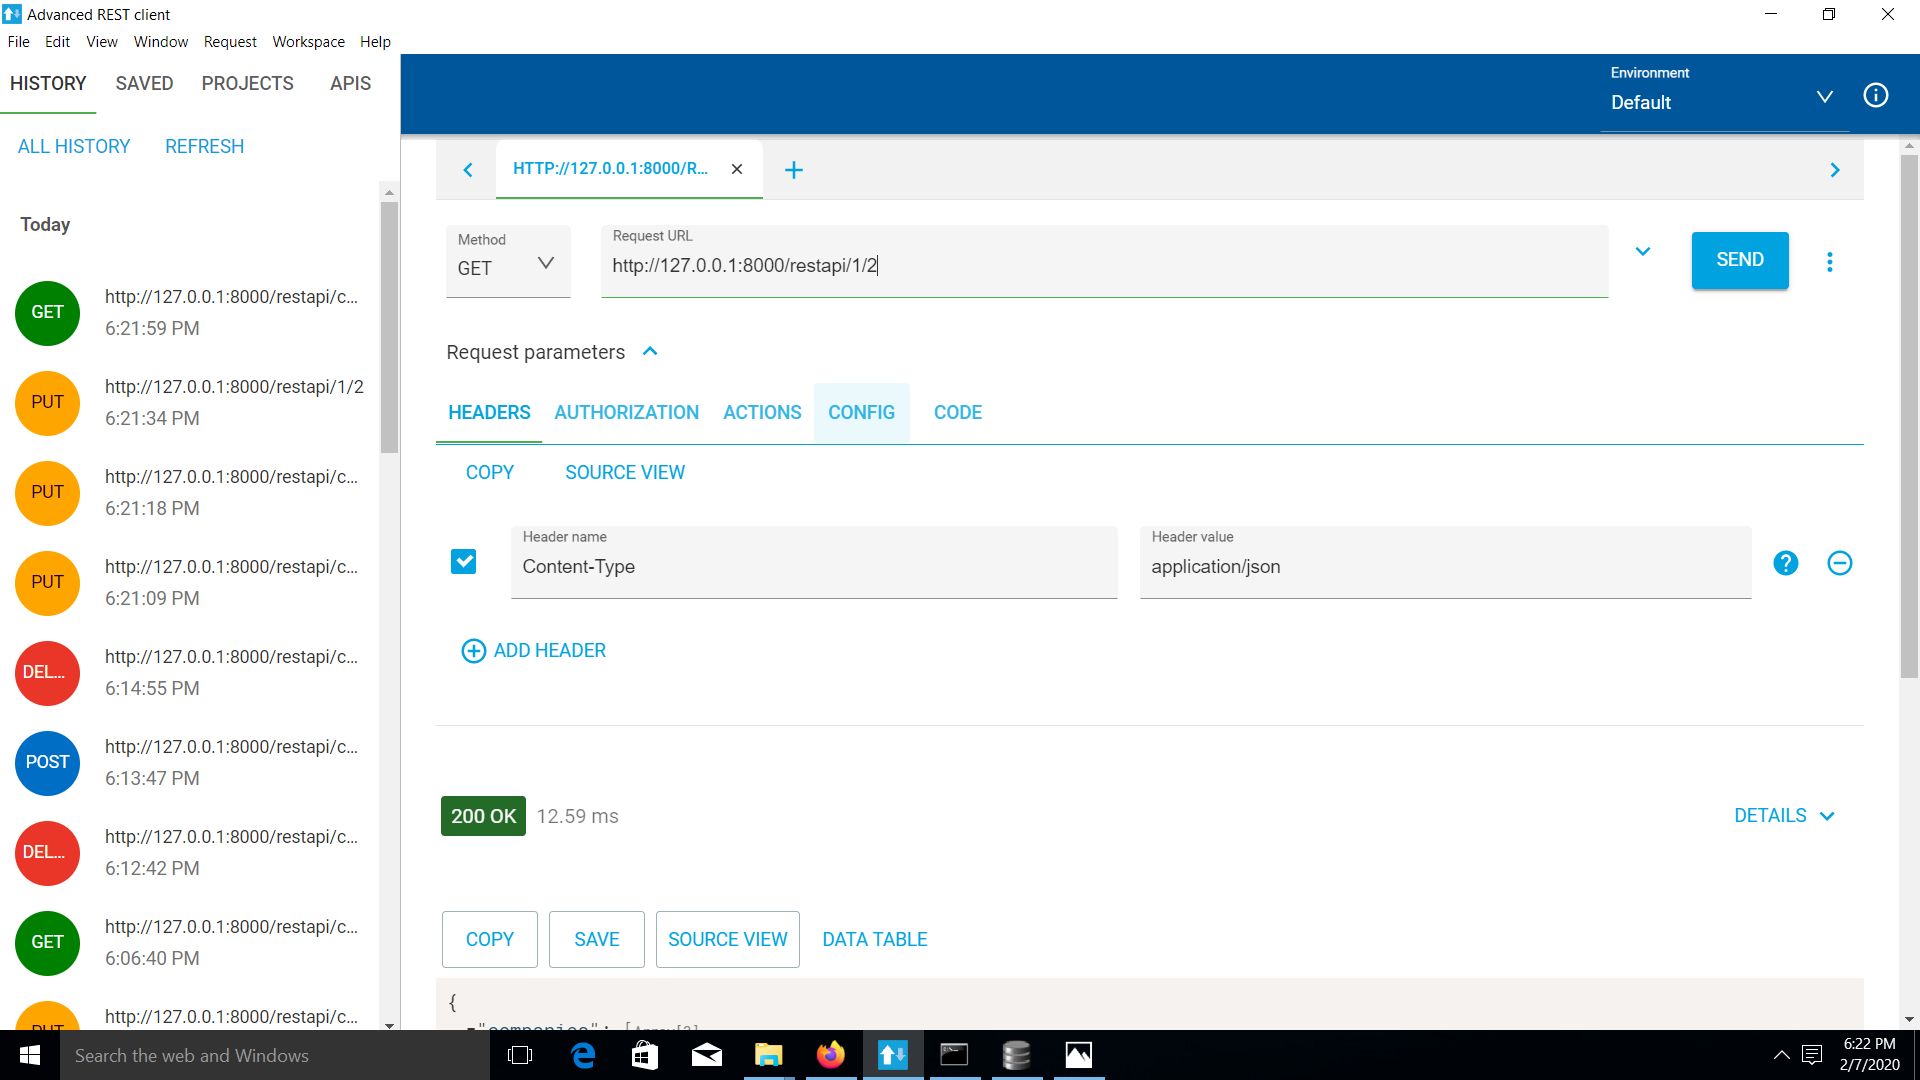 Advanced REST client
File Edit View Window Request Workspace Help
HISTORY SAVED PROJECTS APIS
ALL HISTORY REFRESH
Today
GET http://127.0.0.1:8000/restapi/c...
6:21:59 PM
PUT http://127.0.0.1:8000/restapi/1/2
6:21:34 PM
PUT http://127.0.0.1:8000/restapi/c...
6:21:18 PM
PUT http://127.0.0.1:8000/restapi/c...
6:21:09 PM
DEL... http://127.0.0.1:8000/restapi/c...
6:14:55 PM
POST http://127.0.0.1:8000/restapi/c...
6:13:47 PM
DEL... http://127.0.0.1:8000/restapi/c...
6:12:42 PM
GET http://127.0.0.1:8000/restapi/c...
6:06:40 PM
PUT http://127.0.0.1:8000/restapi/c...
Environment
Default
HTTP://127.0.0.1:8000/R...
Method
GET
Request URL
http://127.0.0.1:8000/restapi/1/2
SEND
Request parameters
HEADERS AUTHORIZATION ACTIONS CONFIG CODE
COPY SOURCE VIEW
Header name
Content-Type
Header value
application/json
ADD HEADER
200 OK 12.59 ms
DETAILS
COPY SAVE SOURCE VIEW DATA TABLE
{
"companies": [Array[2]
Search the web and Windows
6:22 PM
2/7/2020